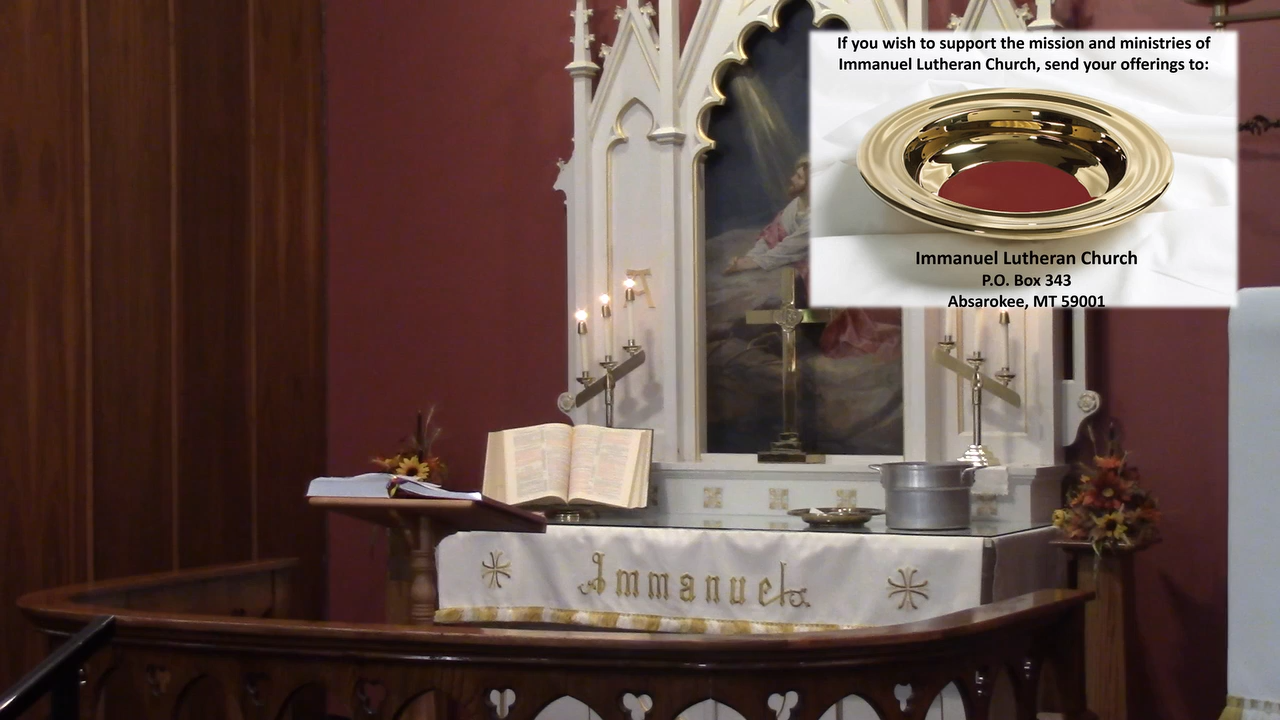 If you wish to support the mission and ministries of
Immanuel Lutheran Church, send your offerings to:
Immanuel Lutheran Church
P.O. Box 343
Absarokee, MT 59001
Immanuel